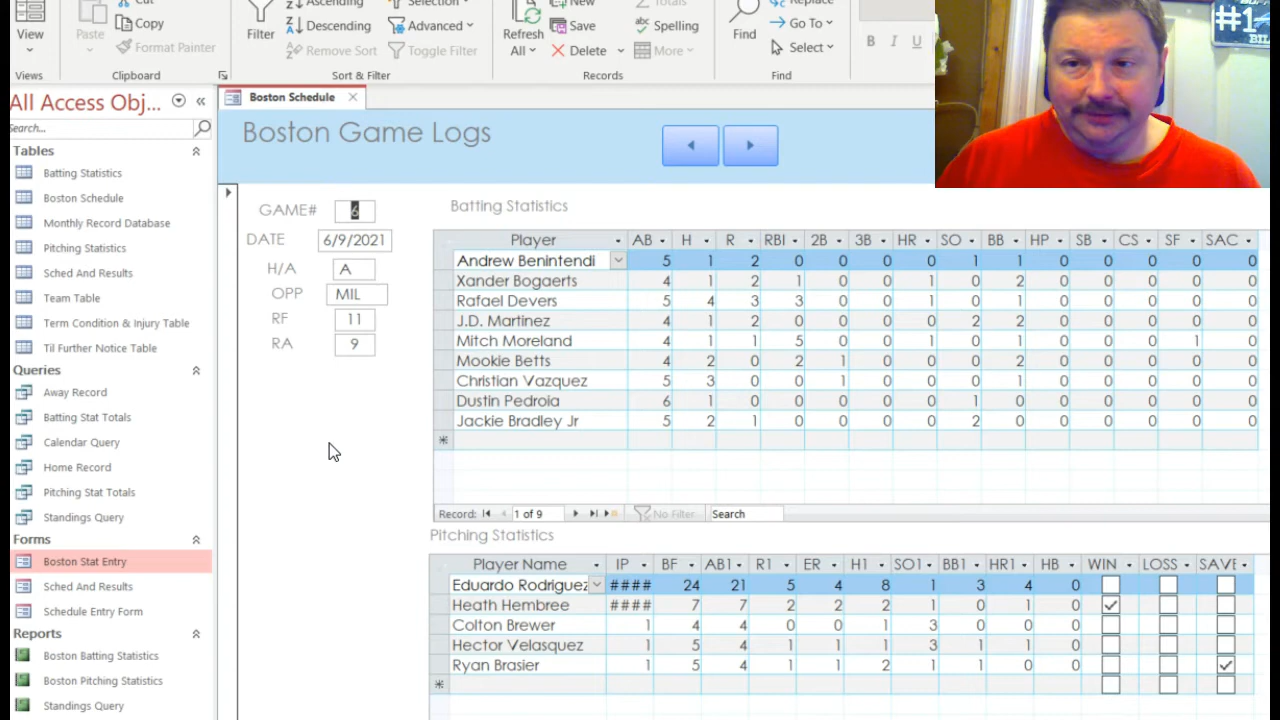 Cut Ascending Selection New Totals Replace
View Paste Copy Filter Descending Advanced Refresh Save Spelling Find Go To #1
Format Painter Remove Sort Toggle Filter All Delete More Select B I U BIL
Views Clipboard Sort & Filter Records Find
All Access Obj... « Boston Schedule ×
Search...
Boston Game Logs
Tables
Batting Statistics
Boston Schedule
Monthly Record Database
Pitching Statistics
Sched And Results
Team Table
Term Condition & Injury Table
Til Further Notice Table
Queries
Away Record
Batting Stat Totals
Calendar Query
Home Record
Pitching Stat Totals
Standings Query
Forms
Boston Stat Entry
Sched And Results
Schedule Entry Form
Reports
Boston Batting Statistics
Boston Pitching Statistics
Standings Query
GAME# 6
DATE 6/9/2021
H/A A
OPP MIL
RF 11
RA 9
Batting Statistics
Player AB H R RBI 2B 3B HR SO BB HP SB CS SF SAC
Andrew Benintendi 5 1 2 0 0 0 0 1 1 0 0 0 0 0
Xander Bogaerts 4 1 2 1 0 0 1 0 2 0 0 0 0 0
Rafael Devers 5 4 3 3 0 0 1 0 1 0 0 0 0 0
J.D. Martinez 4 1 2 0 0 0 0 2 2 0 0 0 0 0
Mitch Moreland 4 1 1 5 0 0 1 0 1 0 0 0 1 0
Mookie Betts 4 2 0 2 1 0 0 0 2 0 0 0 0 0
Christian Vazquez 5 3 0 0 1 0 0 0 1 0 0 0 0 0
Dustin Pedroia 6 1 0 0 0 0 0 1 0 0 0 0 0 0
Jackie Bradley Jr 5 2 1 0 0 0 0 2 0 0 0 0 0 0
Record: 1 of 9 No Filter Search
Pitching Statistics
Player Name IP BF AB1 R1 ER H1 SO1 BB1 HR1 HB WIN LOSS SAVE
Eduardo Rodriguez #### 24 21 5 4 8 1 3 4 0
Heath Hembree #### 7 7 2 2 2 1 0 1 0
Colton Brewer 1 4 4 0 0 1 3 0 0 0
Hector Velasquez 1 5 4 1 1 1 3 1 1 0
Ryan Brasier 1 5 4 1 1 2 1 1 0 0